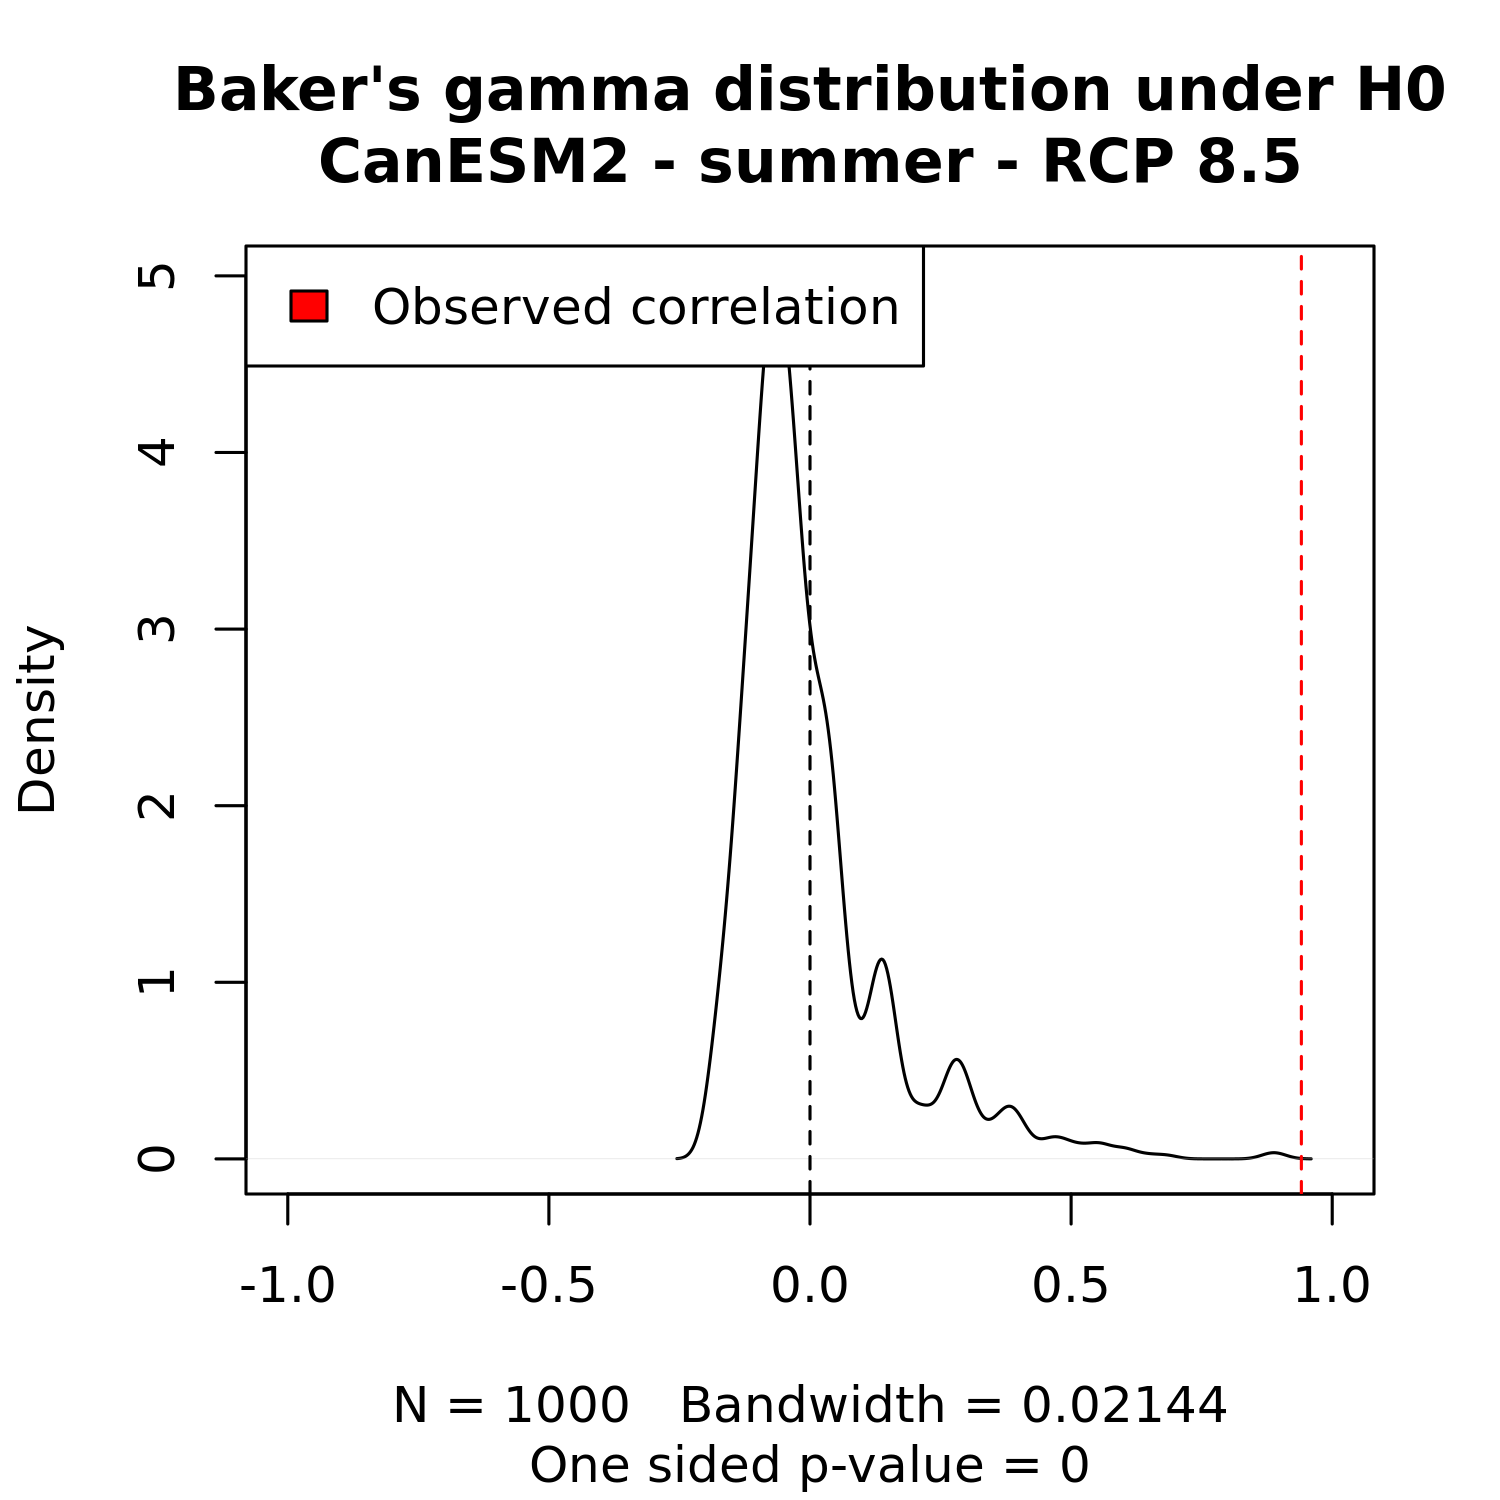 Baker's gamma distribution under H0
CanESM2 - summer - RCP 8.5
Observed correlation
Density
5
4
3
2
1
0
-1.0 -0.5 0.0 0.5 1.0
N = 1000 Bandwidth = 0.02144
One sided p-value = 0